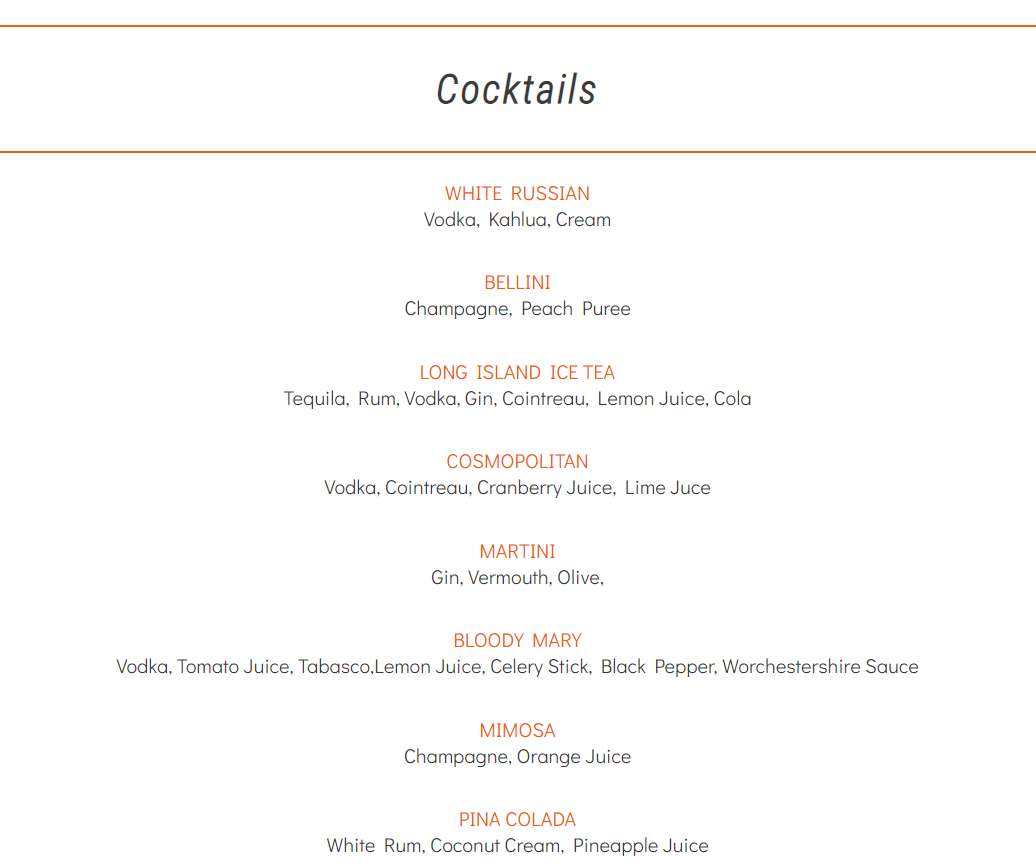 Cocktails
WHITE RUSSIAN
Vodka, Kahlua, Cream
BELLINI
Champagne, Peach Puree
LONG ISLAND ICE TEA
Tequila, Rum, Vodka, Gin, Cointreau, Lemon Juice, Cola
COSMOPOLITAN
Vodka, Cointreau, Cranberry Juice, Lime Juce
MARTINI
Gin, Vermouth, Olive,
BLOODY MARY
Vodka, Tomato Juice, Tabasco,Lemon Juice, Celery Stick, Black Pepper, Worchestershire Sauce
MIMOSA
Champagne, Orange Juice
PINA COLADA
White Rum, Coconut Cream, Pineapple Juice